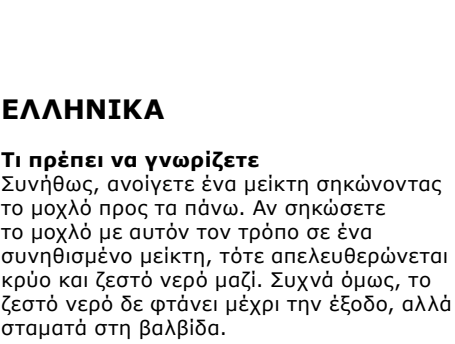 ΕΛΛΗΝΙΚΑ
Τι πρέπει να γνωρίζετε
Συνήθως, ανοίγετε ένα μείκτη σηκώνοντας
το μοχλό προς τα πάνω. Αν σηκώσετε
το μοχλό με αυτόν τον τρόπο σε ένα
συνηθισμένο μείκτη, τότε απελευθερώνεται
κρύο και ζεστό νερό μαζί. Συχνά όμως, το
ζεστό νερό δε φτάνει μέχρι την έξοδο, αλλά
σταματά στη βαλβίδα.